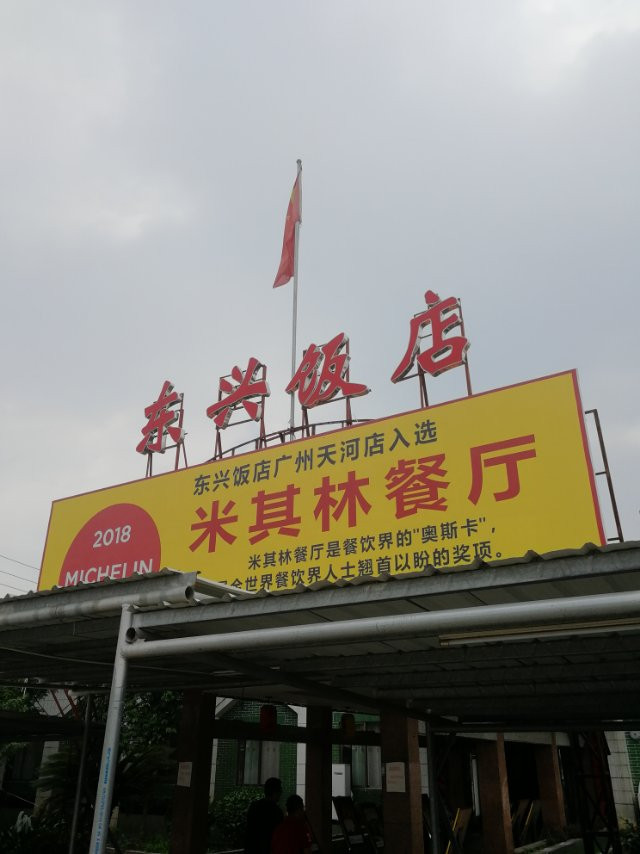 东兴饭店
东兴饭店广州天河店入选
米其林餐厅
2018
MICHELIN
米其林餐厅是餐饮界的"奥斯卡",
全世界餐饮界人士翘首以盼的奖项。